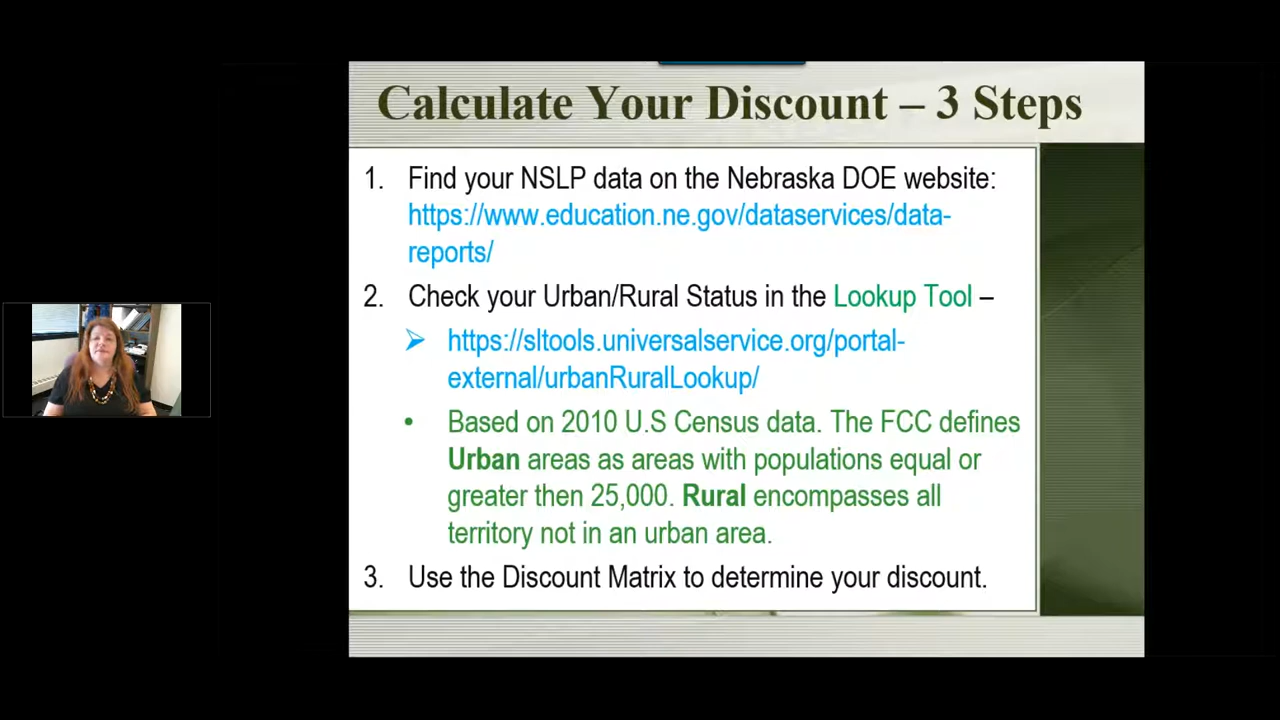 Calculate Your Discount – 3 Steps
1. Find your NSLP data on the Nebraska DOE website:
https://www.education.ne.gov/dataservices/data-
reports/
2. Check your Urban/Rural Status in the Lookup Tool –
➢ https://sltools.universalservice.org/portal-
external/urbanRuralLookup/
• Based on 2010 U.S Census data. The FCC defines
Urban areas as areas with populations equal or
greater then 25,000. Rural encompasses all
territory not in an urban area.
3. Use the Discount Matrix to determine your discount.